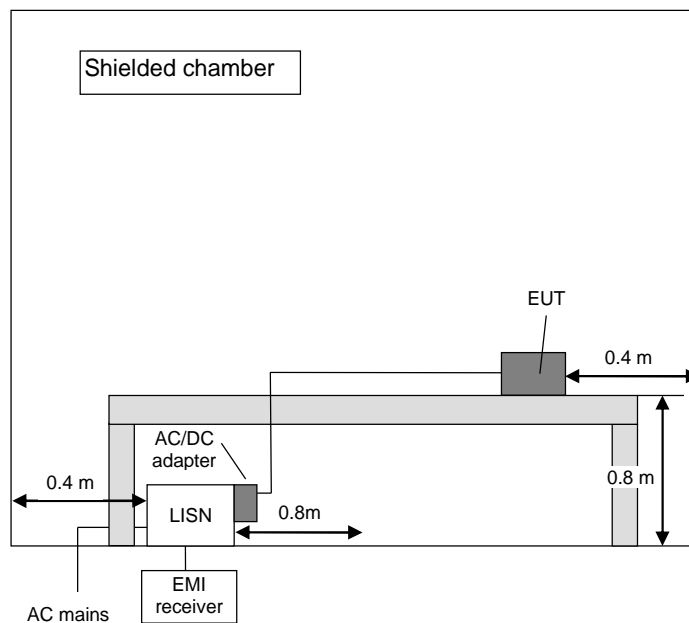 Shielded chamber
EUT
0.4 m
AC/DC
adapter
0.4 m
0.8 m
LISN
0.8m
EMI
receiver
AC mains